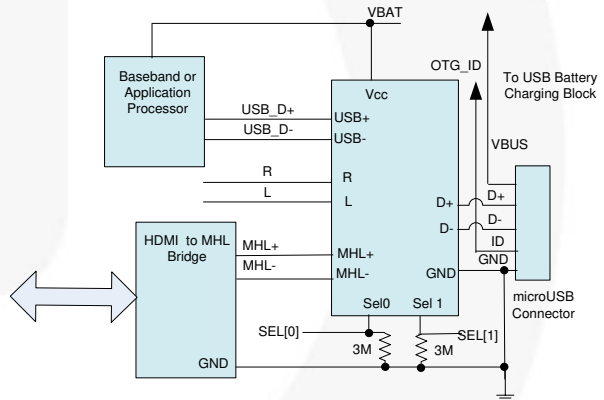 VBAT
OTG_ID
Baseband or
Application
Processor
Vcc
To USB Battery
Charging Block
USB_D+
USB+
USB_D-
USB-
VBUS
R
R
L
L
D+
D+
D-
D-
HDMI to MHL
Bridge
MHL+
MHL+
MHL-
MHL-
ID
GND
GND
microUSB
Connector
Sel0
Sel 1
SEL[0]
SEL[1]
3M
3M
GND